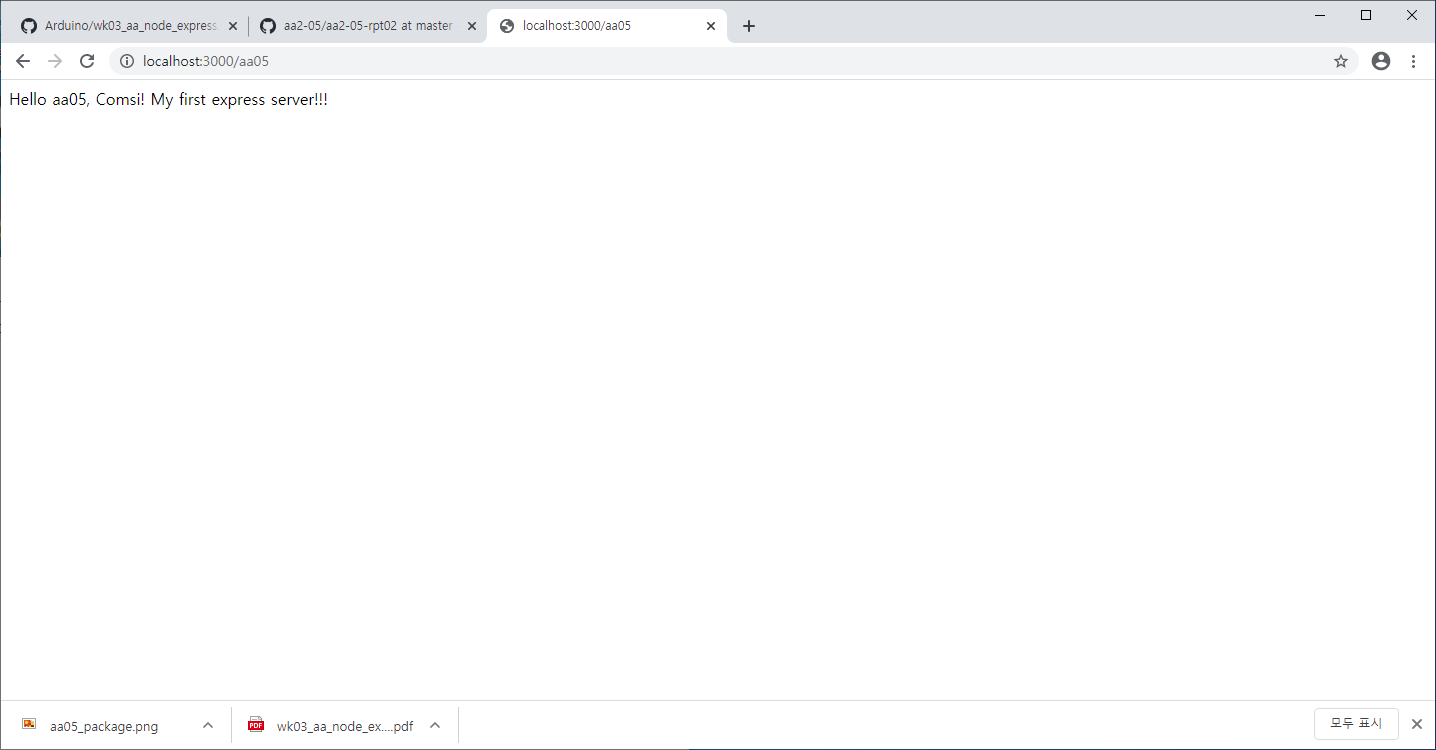 Arduino/wk03_aa_node_express
aa2-05/aa2-05-rpt02 at master
localhost:3000/aa05
localhost:3000/aa05
Hello aa05, Comsi! My first express server!!!
aa05_package.png
PDF
wk03_aa_node_ex....pdf
모두 표시